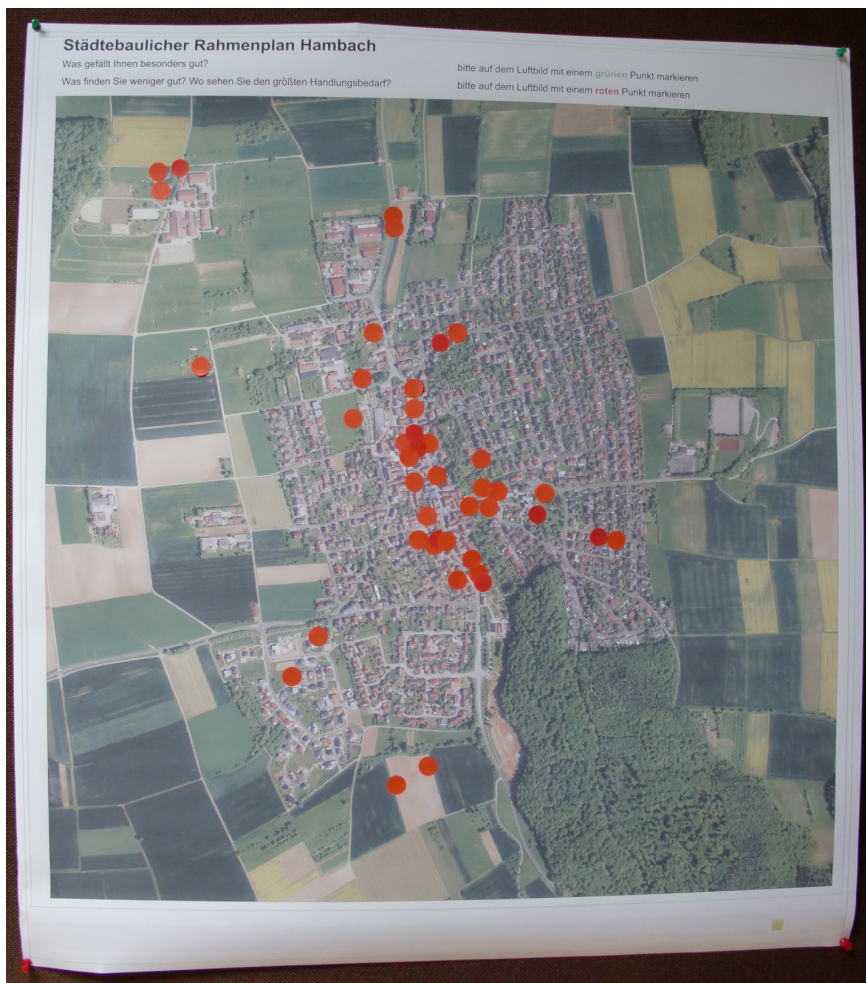 Städtebaulicher Rahmenplan Hambach
Was gefällt Ihnen besonders gut?
bitte auf dem Luftbild mit einem grünen Punkt markieren
Was finden Sie weniger gut? Wo sehen Sie den größten Handlungsbedarf?
bitte auf dem Luftbild mit einem roten Punkt markieren